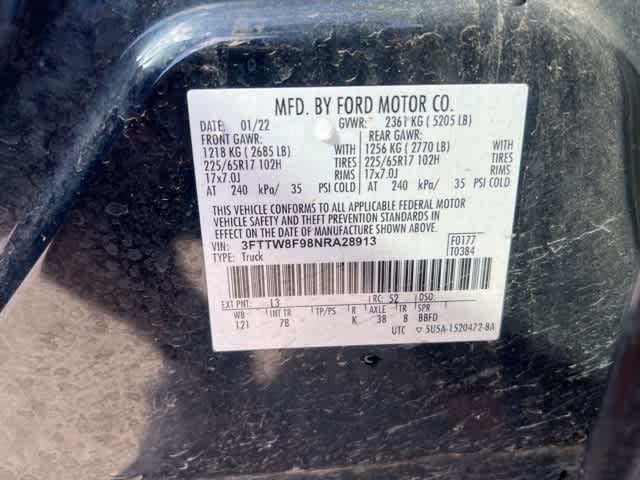 MFD. BY FORD MOTOR CO.
DATE: 01/22 GVWR: 2361 KG ( 5205 LB)
FRONT GAWR: REAR GAWR:
1218 KG ( 2685 LB) WITH 1256 KG ( 2770 LB) WITH
225/65R17 102H TIRES 225/65R17 102H TIRES
17x7.0J RIMS 17x7.0J RIMS
AT 240 kPa/ 35 PSI COLD AT 240 kPa/ 35 PSI COLD
THIS VEHICLE CONFORMS TO ALL APPLICABLE FEDERAL MOTOR
VEHICLE SAFETY AND THEFT PREVENTION STANDARDS IN
EFFECT ON THE DATE OF MANUFACTURE SHOWN ABOVE.
VIN: 3FTTW8F98NRA28913 F0177
TYPE: Truck T0384
EXT PNT: L3 RC: 52 DSO:
WB INT TR TP/PS R AXLE TR SPR
121 7B K 38 8 BBFD
UTC 5U5A-1520472-BA